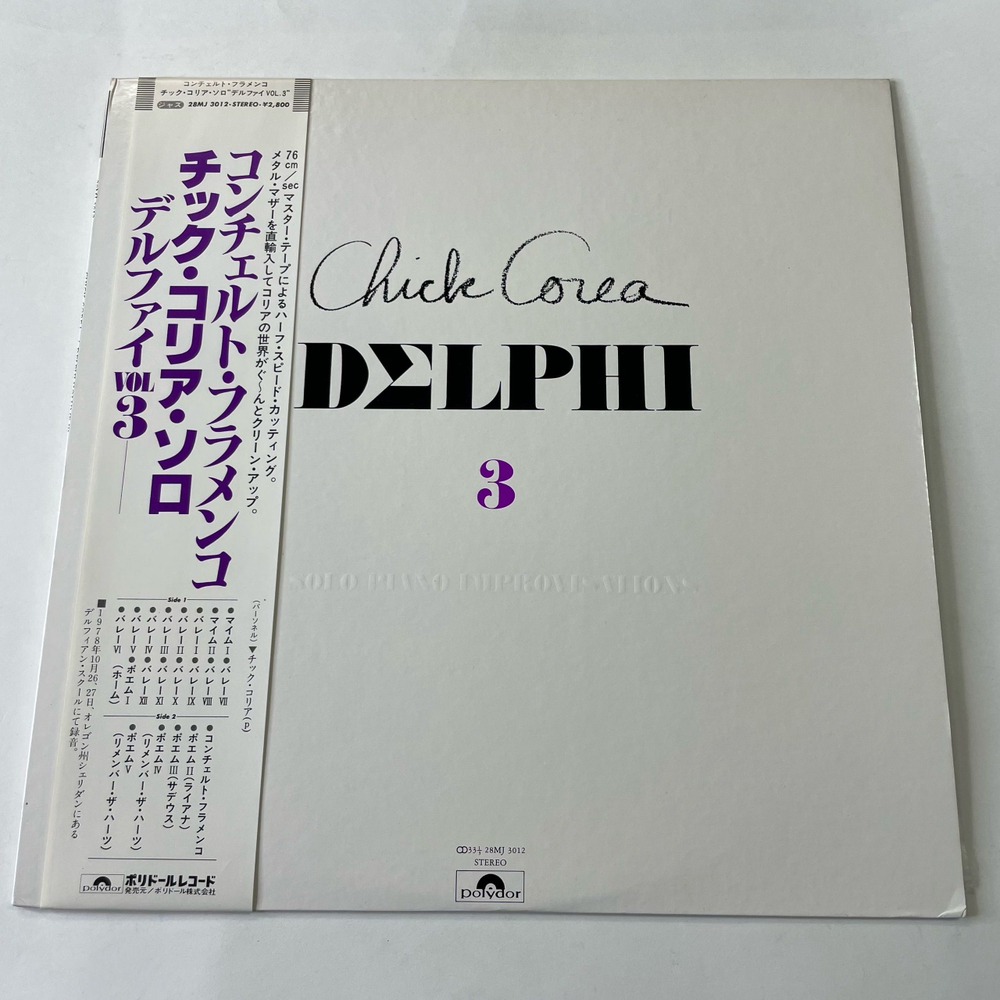 コンチェルト・フラメンコ
チック・コリア・ソロ"デルファイVOL.3"
ジャズ 28MJ 3012-STEREO-¥2,800
76cm/secマスター・テープによるハーフ・スピード・カッティング。
メタル・マザーを直輸入してコリアの世界がぐ〜んとクリーン・アップ。
コンチェルト・フラメンコ
チック・コリア・ソロ
デルファイ VOL 3
(パーソネル)▼チック・コリア(p)
Side 1
●マイムI
●マイムII
●バレーI
●バレーII
●バレーIII
●バレーIV
●バレーV
●バレーVI
●バレーVII
●バレーVIII
●バレーIX
●バレーX
●バレーXI
●バレーXII
●ポエムI
(ホーム)
Side 2
●コンチェルト・フラメンコ
●ポエムII(ライアナ)
●ポエムIII(サデウス)
●ポエムIV
(リメンバー・ザ・ハーツ)
●ポエムV
(リメンバー・ザ・ハーツ)
■1978年10月26、27日、オレゴン州シェリダンにある
デルフィアン・スクールにて録音。
polydor
ポリドールレコード
発売元/ポリドール株式会社
Chick Corea
DΣLPHI
3
SOLO PIANO IMPROVISATIONS
33⅓ 28MJ 3012
STEREO
polydor